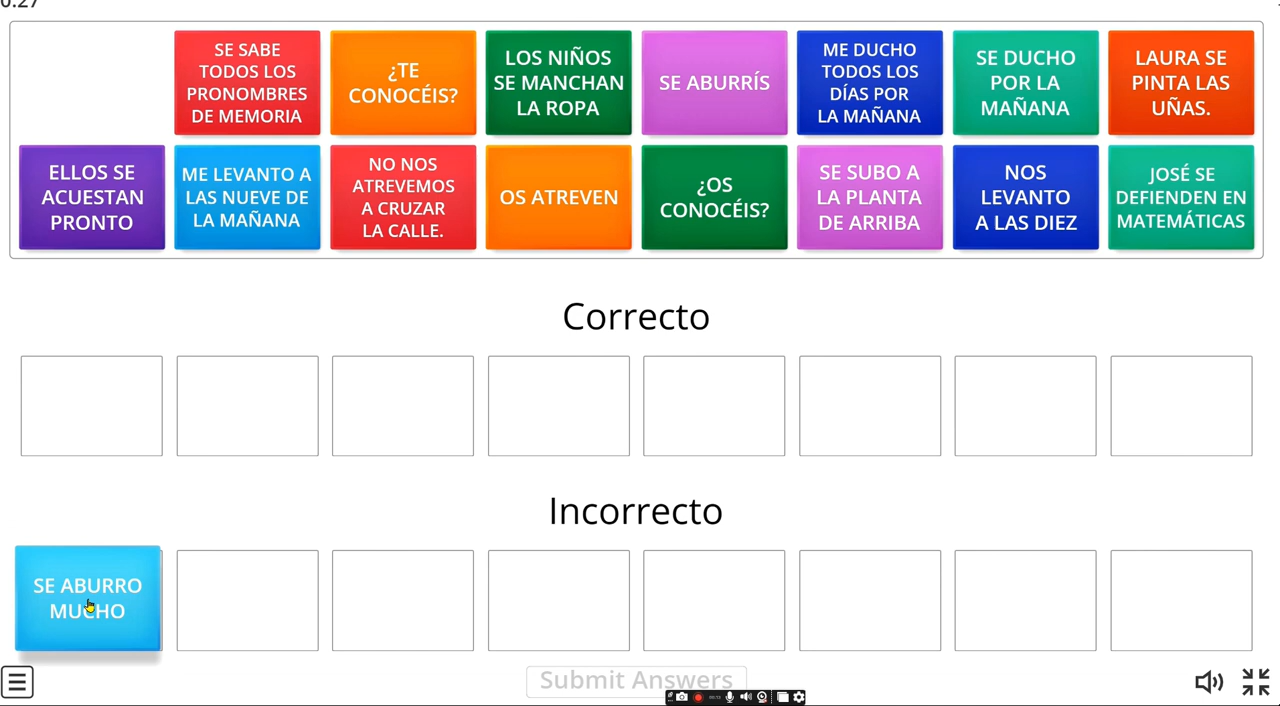 SE SABE
TODOS LOS
PRONOMBRES
DE MEMORIA
¿TE
CONOCÉIS?
LOS NIÑOS
SE MANCHAN
LA ROPA
SE ABURRÍS
ME DUCHO
TODOS LOS
DÍAS POR
LA MAÑANA
SE DUCHO
POR LA
MAÑANA
LAURA SE
PINTA LAS
UÑAS.
ELLOS SE
ACUESTAN
PRONTO
ME LEVANTO A
LAS NUEVE DE
LA MAÑANA
NO NOS
ATREVEMOS
A CRUZAR
LA CALLE.
OS ATREVEN
¿OS
CONOCÉIS?
SE SUBO A
LA PLANTA
DE ARRIBA
NOS
LEVANTO
A LAS DIEZ
JOSÉ SE
DEFIENDEN EN
MATEMÁTICAS
Correcto
Incorrecto
SE ABURRO
MUCHO
Submit Answers